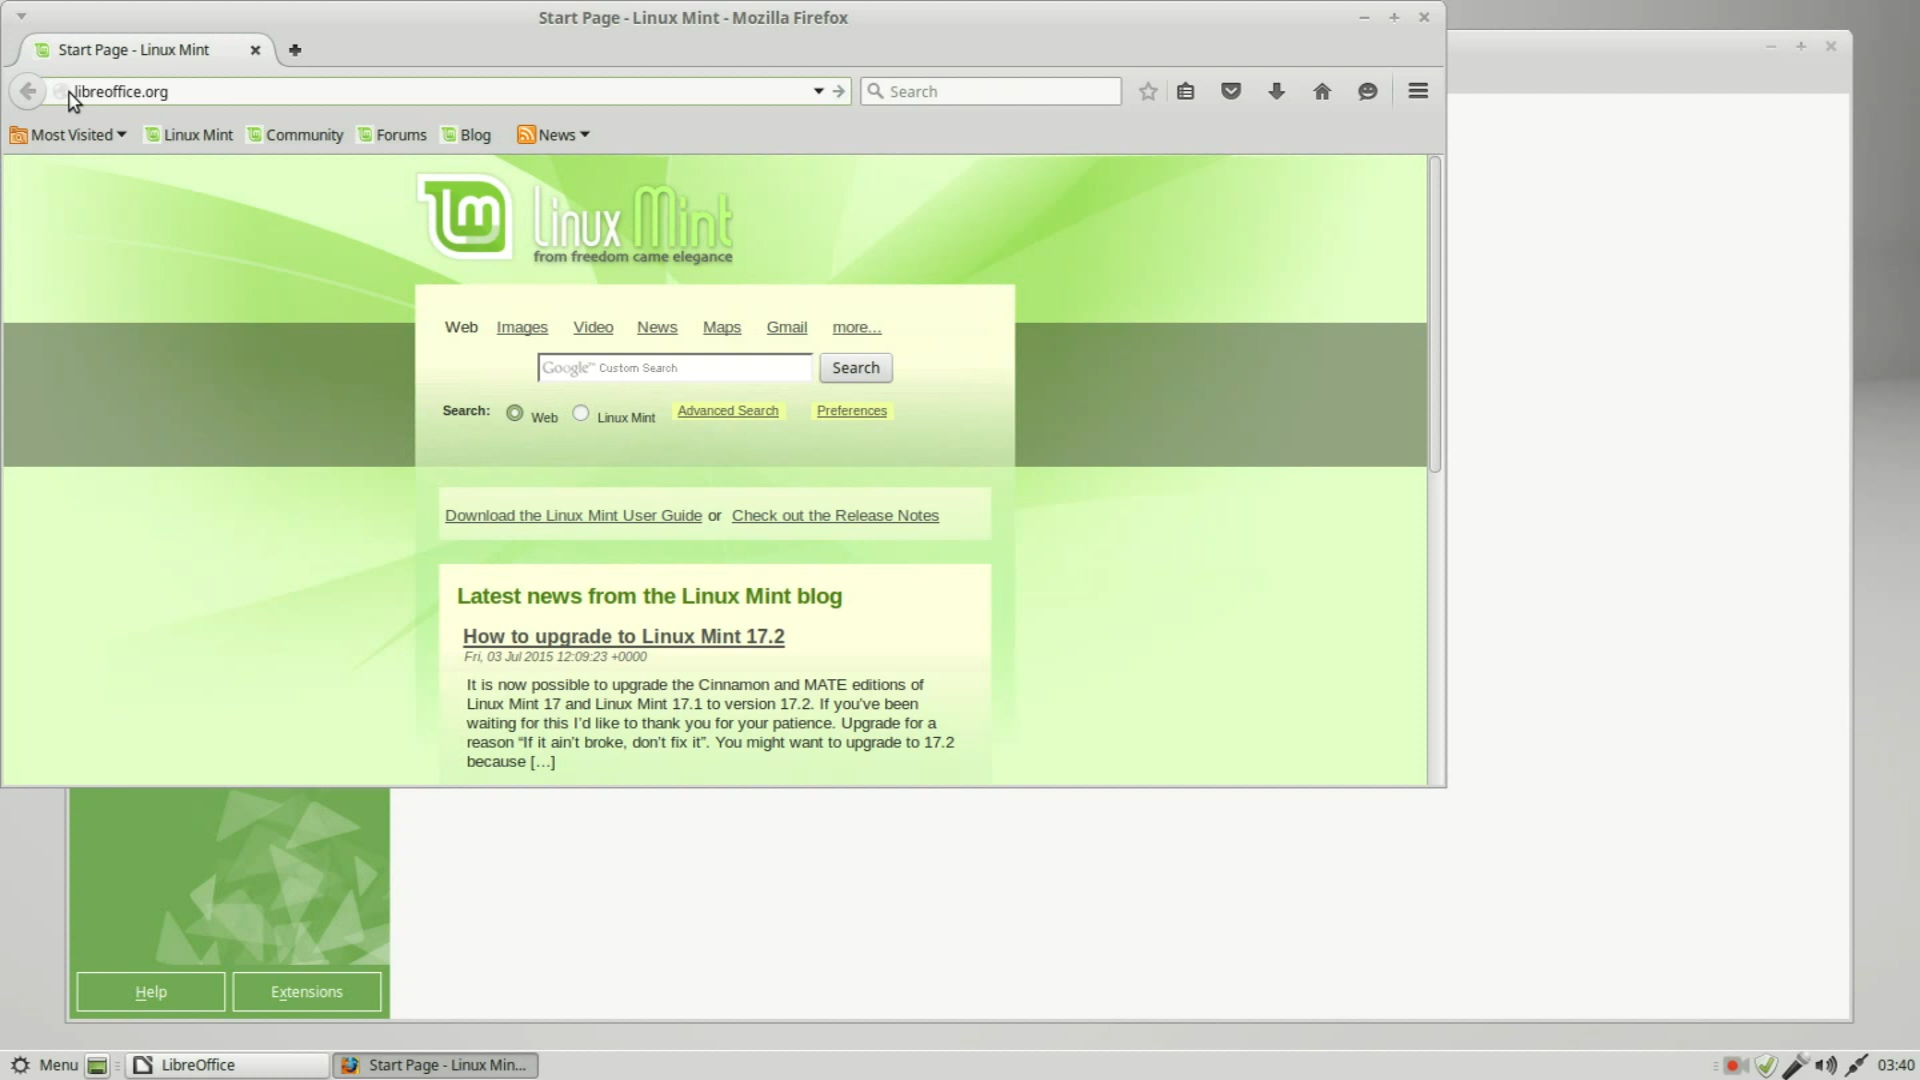 Start Page - Linux Mint - Mozilla Firefox
Start Page - Linux Mint
libreoffice.org
Search
Most Visited
Linux Mint
Community
Forums
Blog
News
Linux Mint
from freedom came elegance
Web Images Video News Maps Gmail more...
Google™ Custom Search
Search
Search: Web Linux Mint Advanced Search Preferences
Download the Linux Mint User Guide or Check out the Release Notes
Latest news from the Linux Mint blog
How to upgrade to Linux Mint 17.2
Fri, 03 Jul 2015 12:09:23 +0000
It is now possible to upgrade the Cinnamon and MATE editions of
Linux Mint 17 and Linux Mint 17.1 to version 17.2. If you’ve been
waiting for this I’d like to thank you for your patience. Upgrade for a
reason “If it ain’t broke, don’t fix it”. You might want to upgrade to 17.2
because […]
Help
Extensions
Menu
LibreOffice
Start Page - Linux Min...
03:40